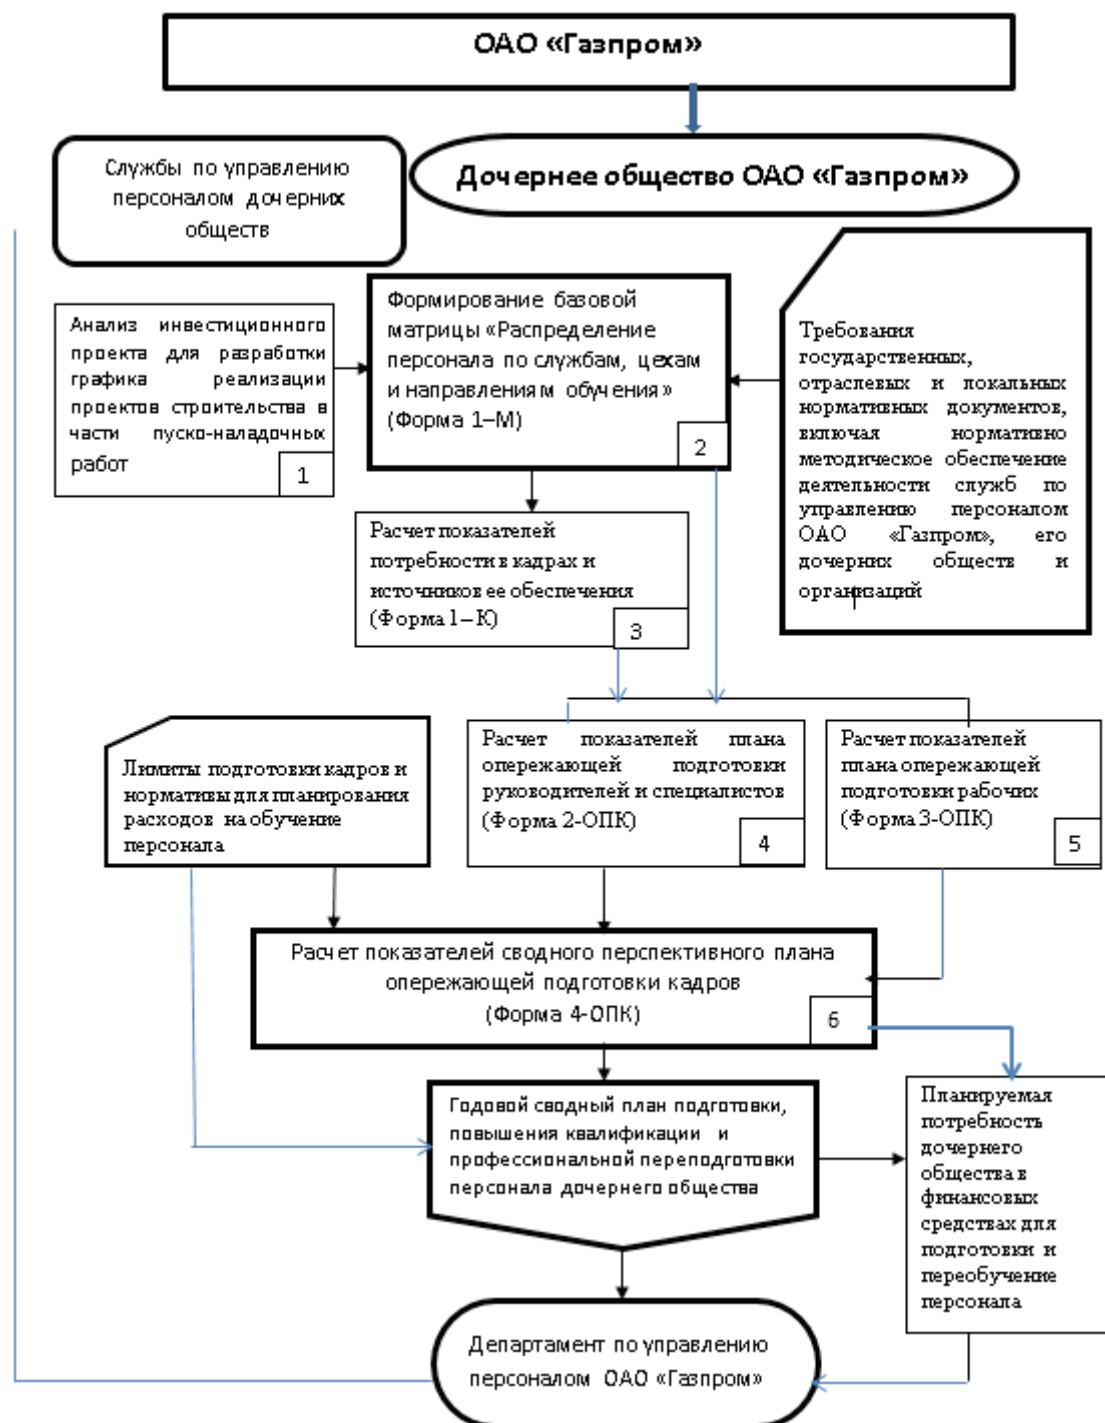 ОАО «Газпром»
Дочернее общество ОАО «Газпром»
Службы по управлению
персоналом дочерних
обществ
Анализ инвестиционного
проекта для разработки
графика реализации
проектов строительства в
части пуско-наладочных
работ
1
Формирование базовой
матрицы «Распределение
персонала по службам, цехам
и направлениям обучения»
(Форма 1–М)
2
Требования
государственных,
отраслевых и локальных
нормативных документов,
включая нормативно
методическое обеспечение
деятельности служб по
управлению персоналом
ОАО «Газпром», его
дочерних обществ и
организаций
Расчет показателей
потребности в кадрах и
источников ее обеспечения
(Форма 1– К)
3
Лимиты подготовки кадров и
нормативы для планирования
расходов на обучение
персонала
Расчет показателей плана
опережающей подготовки
руководителей и специалистов
(Форма 2-ОПК)
4
Расчет показателей
плана опережающей
подготовки рабочих
(Форма 3-ОПК)
5
Расчет показателей сводного перспективного плана
опережающей подготовки кадров
(Форма 4-ОПК)
6
Годовой сводный план подготовки,
повышения квалификации и
профессиональной переподготовки
персонала дочернего общества
Планируемая
потребность
дочернего
общества в
финансовых
средствах для
подготовки и
переобучение
персонала
Департамент по управлению
персоналом ОАО «Газпром»